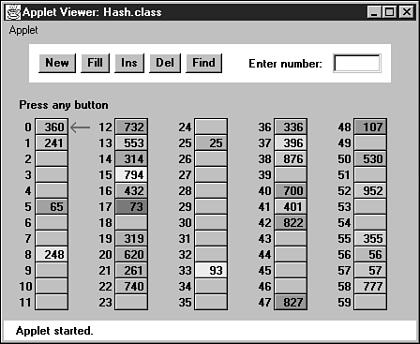 Applet Viewer: Hash.class
Applet
New Fill Ins Del Find Enter number:
Press any button
0 360 12 732 24 36 336 48 107
1 241 13 553 25 25 37 396 49
2 14 314 26 38 876 50 530
3 15 794 27 39 51
4 16 432 28 40 700 52 952
5 65 17 73 29 41 401 53
6 18 30 42 822 54
7 19 319 31 43 55 355
8 248 20 620 32 44 56 56
9 21 261 33 93 45 57 57
10 22 740 34 46 58 777
11 23 35 47 827 59
Applet started.